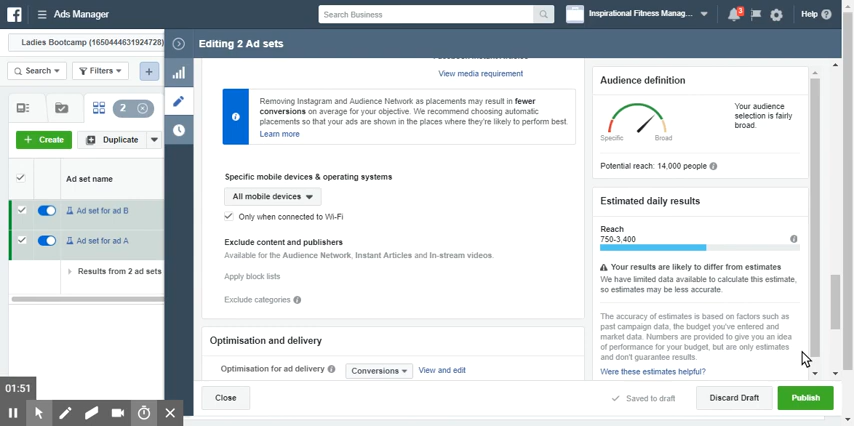 Ads Manager
Search Business
Inspirational Fitness Manag...
3
Help
Ladies Bootcamp (1650444631924728)
Editing 2 Ad sets
Search
Filters
View media requirement
Removing Instagram and Audience Network as placements may result in fewer
conversions on average for your objective. We recommend choosing automatic
placements so that your ads are shown in the places where they're likely to perform best.
Learn more
2
Create
Duplicate
Ad set name
Ad set for ad B
Ad set for ad A
Results from 2 ad sets
Specific mobile devices & operating systems
All mobile devices
Only when connected to Wi-Fi
Exclude content and publishers
Available for the Audience Network, Instant Articles and In-stream videos.
Apply block lists
Exclude categories
Optimisation and delivery
Optimisation for ad delivery
Conversions
View and edit
Audience definition
Specific
Broad
Your audience
selection is fairly
broad.
Potential reach: 14,000 people
Estimated daily results
Reach
750-3,400
Your results are likely to differ from estimates
We have limited data available to calculate this estimate,
so estimates may be less accurate.
The accuracy of estimates is based on factors such as
past campaign data, the budget you've entered and
market data. Numbers are provided to give you an idea
of performance for your budget, but are only estimates
and don't guarantee results.
Were these estimates helpful?
Close
Saved to draft
Discard Draft
Publish
01:51